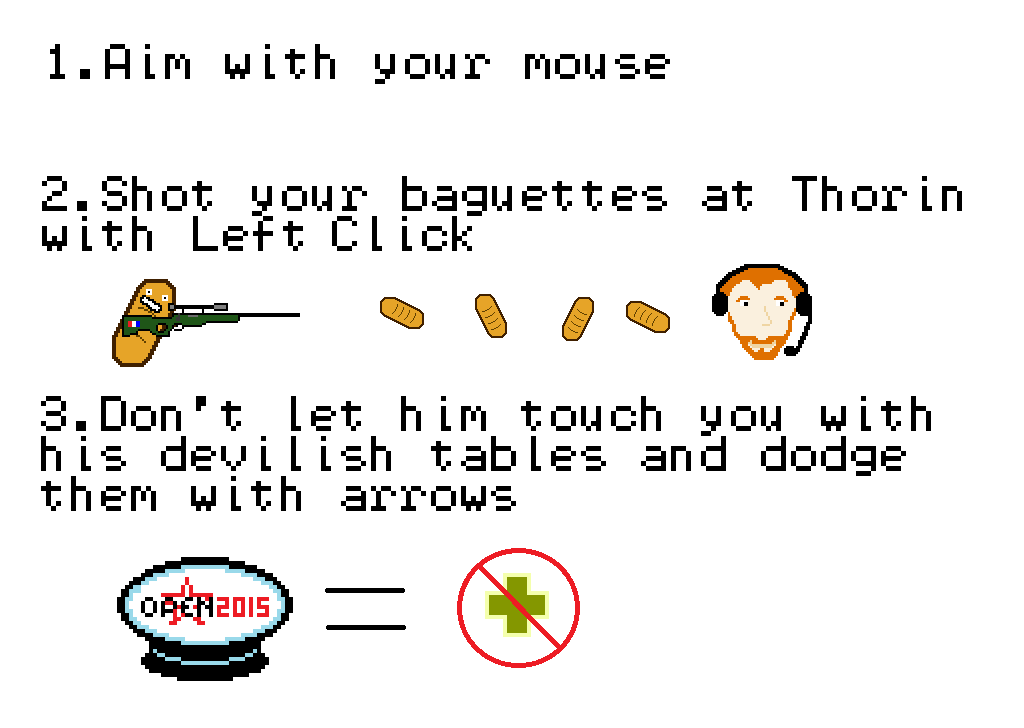 1.Aim with your mouse
2.Shot your baguettes at Thorin
with Left Click
3.Don't let him touch you with
his devilish tables and dodge
them with arrows
OPEN2015